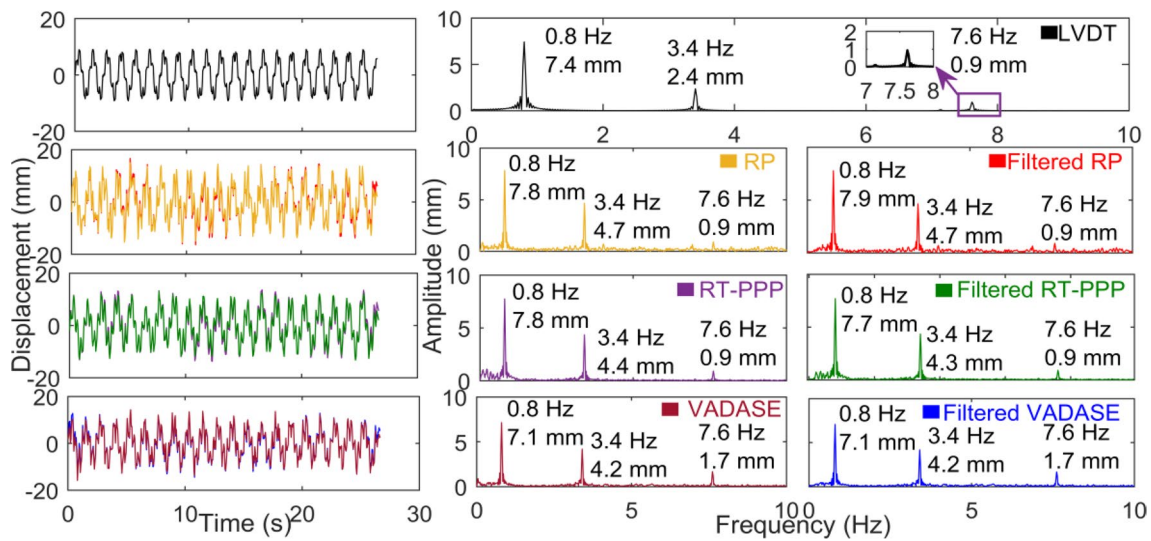 Displacement (mm)
20
0
-20
20
0
-20
20
0
-20
20
0
-20
0
10
20
30
Time (s)
Amplitude (mm)
10
5
0
0.8 Hz
7.4 mm
3.4 Hz
2.4 mm
2
1
0
7 7.5 8
7.6 Hz
0.9 mm
LVDT
0 2 4 6 8 10
10
5
0
0.8 Hz
7.8 mm
3.4 Hz
4.7 mm
7.6 Hz
0.9 mm
RP
0.8 Hz
7.9 mm
3.4 Hz
4.7 mm
7.6 Hz
0.9 mm
Filtered RP
10
5
0
0.8 Hz
7.8 mm
3.4 Hz
4.4 mm
7.6 Hz
0.9 mm
RT-PPP
0.8 Hz
7.7 mm
3.4 Hz
4.3 mm
7.6 Hz
0.9 mm
Filtered RT-PPP
10
5
0
0.8 Hz
7.1 mm
3.4 Hz
4.2 mm
7.6 Hz
1.7 mm
VADASE
0.8 Hz
7.1 mm
3.4 Hz
4.2 mm
7.6 Hz
1.7 mm
Filtered VADASE
0 5 10
0 5 10
Frequency (Hz)